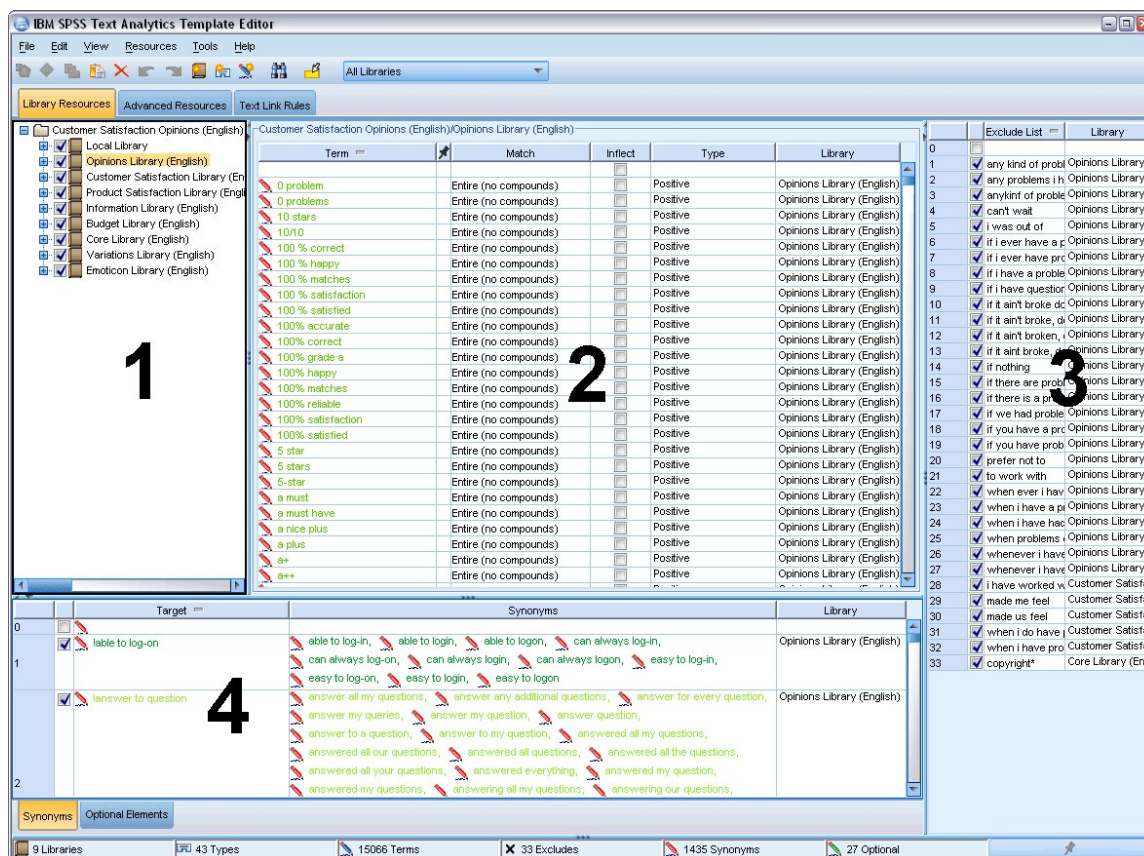 IBM SPSS Text Analytics Template Editor
File Edit View Resources Tools Help
All Libraries
Library Resources Advanced Resources Text Link Rules
Customer Satisfaction Opinions (English)
Local Library
Opinions Library (English)
Customer Satisfaction Library (En
Product Satisfaction Library (Engli
Information Library (English)
Budget Library (English)
Core Library (English)
Variations Library (English)
Emoticon Library (English)
1
Customer Satisfaction Opinions (English)/Opinions Library (English)
Term Match Inflect Type Library
0 problem Entire (no compounds) Positive Opinions Library (English)
0 problems Entire (no compounds) Positive Opinions Library (English)
10 stars Entire (no compounds) Positive Opinions Library (English)
10/10 Entire (no compounds) Positive Opinions Library (English)
100 % correct Entire (no compounds) Positive Opinions Library (English)
100 % happy Entire (no compounds) Positive Opinions Library (English)
100 % matches Entire (no compounds) Positive Opinions Library (English)
100 % satisfaction Entire (no compounds) Positive Opinions Library (English)
100 % satisfied Entire (no compounds) Positive Opinions Library (English)
100% accurate Entire (no compounds) Positive Opinions Library (English)
100% correct Entire (no compounds) Positive Opinions Library (English)
100% grade a Entire (no compounds) Positive Opinions Library (English)
100% happy Entire (no compounds) Positive Opinions Library (English)
100% matches Entire (no compounds) Positive Opinions Library (English)
100% reliable Entire (no compounds) Positive Opinions Library (English)
100% satisfaction Entire (no compounds) Positive Opinions Library (English)
100% satisfied Entire (no compounds) Positive Opinions Library (English)
5 star Entire (no compounds) Positive Opinions Library (English)
5 stars Entire (no compounds) Positive Opinions Library (English)
5-star Entire (no compounds) Positive Opinions Library (English)
a must Entire (no compounds) Positive Opinions Library (English)
a must have Entire (no compounds) Positive Opinions Library (English)
a nice plus Entire (no compounds) Positive Opinions Library (English)
a plus Entire (no compounds) Positive Opinions Library (English)
a+ Entire (no compounds) Positive Opinions Library (English)
a++ Entire (no compounds) Positive Opinions Library (English)
2
Exclude List Library
0
1 any kind of probl Opinions Library
2 any problems i h Opinions Library
3 anykinf of proble Opinions Library
4 can't wait Opinions Library
5 i was out of Opinions Library
6 if i ever have a p Opinions Library
7 if i ever have pro Opinions Library
8 if i have a proble Opinions Library
9 if i have question Opinions Library
10 if it ain't broke do Opinions Library
11 if it ain't broke, do Opinions Library
12 if it ain't broken, Opinions Library
13 if it aint broke, Opinions Library
14 if nothing Opinions Library
15 if there are prob Opinions Library
16 if there is a Opinions Library
17 if we had proble Opinions Library
18 if you have a pro Opinions Library
19 if you have prob Opinions Library
20 prefer not to Opinions Library
21 to work with Opinions Library
22 when ever i hav Opinions Library
23 when i have a pr Opinions Library
24 when i have had Opinions Library
25 when problems Opinions Library
26 whenever i have Opinions Library
27 whenever i have Opinions Library
28 i have worked w Customer Satisf
29 made me feel Customer Satisf
30 made us feel Customer Satisf
31 when i do have Customer Satisf
32 when i have pro Customer Satisf
33 copyright* Core Library (En
3
Target Synonyms Library
0
1 !able to log-on able to log-in, able to login, able to logon, can always log-in, Opinions Library (English)
can always log-on, can always login, can always logon, easy to log-in,
easy to log-on, easy to login, easy to logon
2 !answer to question answer all my questions, answer any additional questions, answer for every question, Opinions Library (English)
answer my queries, answer my question, answer question,
answer to a question, answer to my question, answered all my questions,
answered all our questions, answered all questions, answered all the questions,
answered all your questions, answered everything, answered my question,
answered my questions, answering all my questions, answering our questions,
4
Synonyms Optional Elements
9 Libraries 43 Types 15066 Terms 33 Excludes 1435 Synonyms 27 Optional